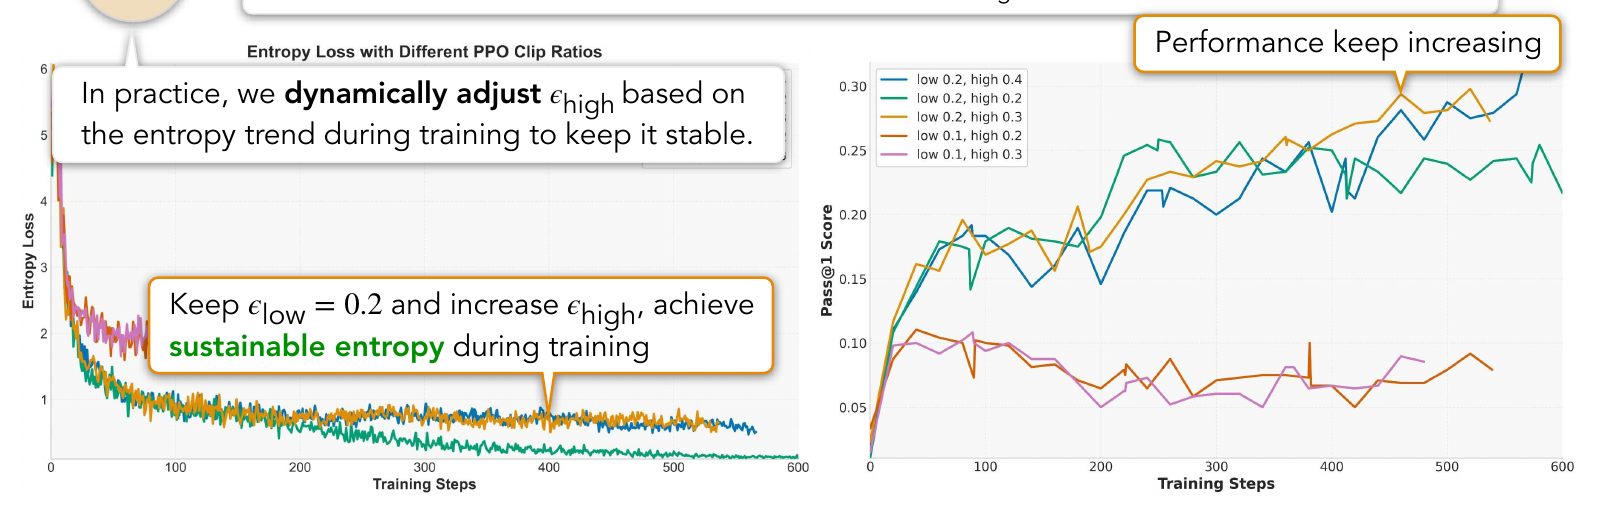 Performance keep increasing
Entropy Loss with Different PPO Clip Ratios
In practice, we dynamically adjust ϵhigh based on
the entropy trend during training to keep it stable.
Keep ϵlow = 0.2 and increase ϵhigh, achieve
sustainable entropy during training
Entropy Loss
6
5
4
3
2
1
0 100 200 300 400 500 600
Training Steps
low 0.2, high 0.4
low 0.2, high 0.2
low 0.2, high 0.3
low 0.1, high 0.2
low 0.1, high 0.3
Pass@1 Score
0.30
0.25
0.20
0.15
0.10
0.05
0 100 200 300 400 500 600
Training Steps